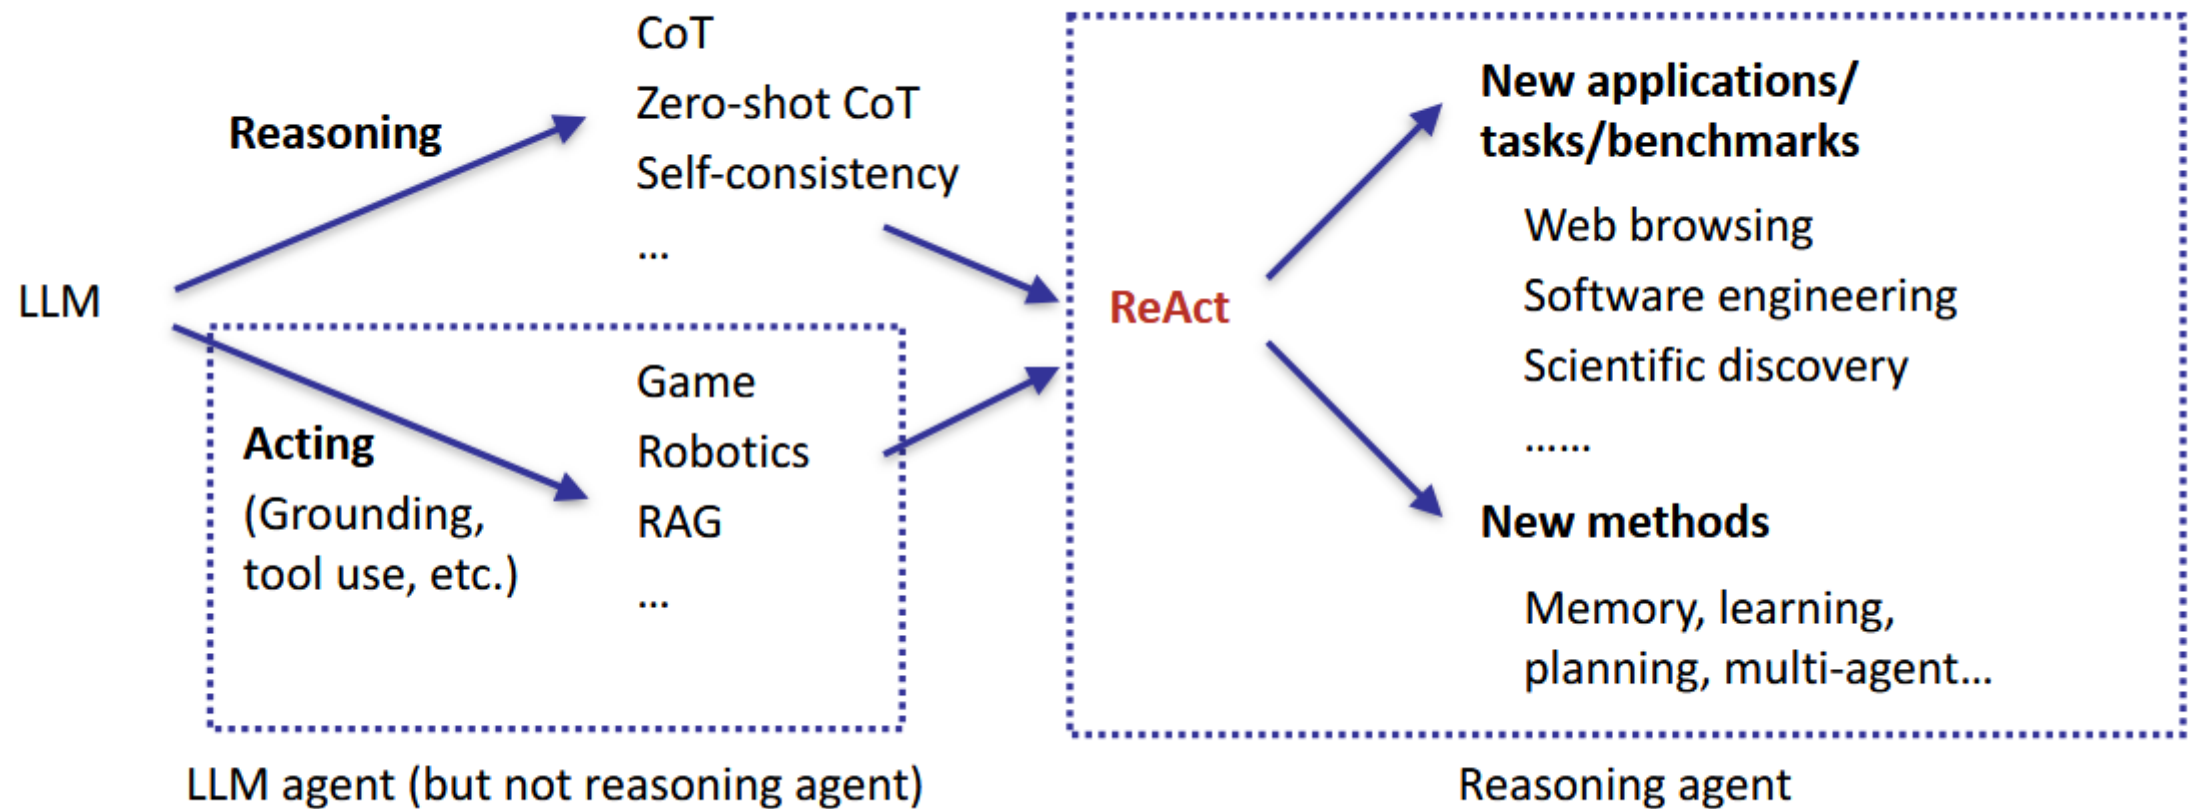 CoT
Zero-shot CoT
Self-consistency
...
Reasoning
LLM
Acting
(Grounding,
tool use, etc.)
Game
Robotics
RAG
...
LLM agent (but not reasoning agent)
ReAct
New applications/
tasks/benchmarks
Web browsing
Software engineering
Scientific discovery
......
New methods
Memory, learning,
planning, multi-agent...
Reasoning agent